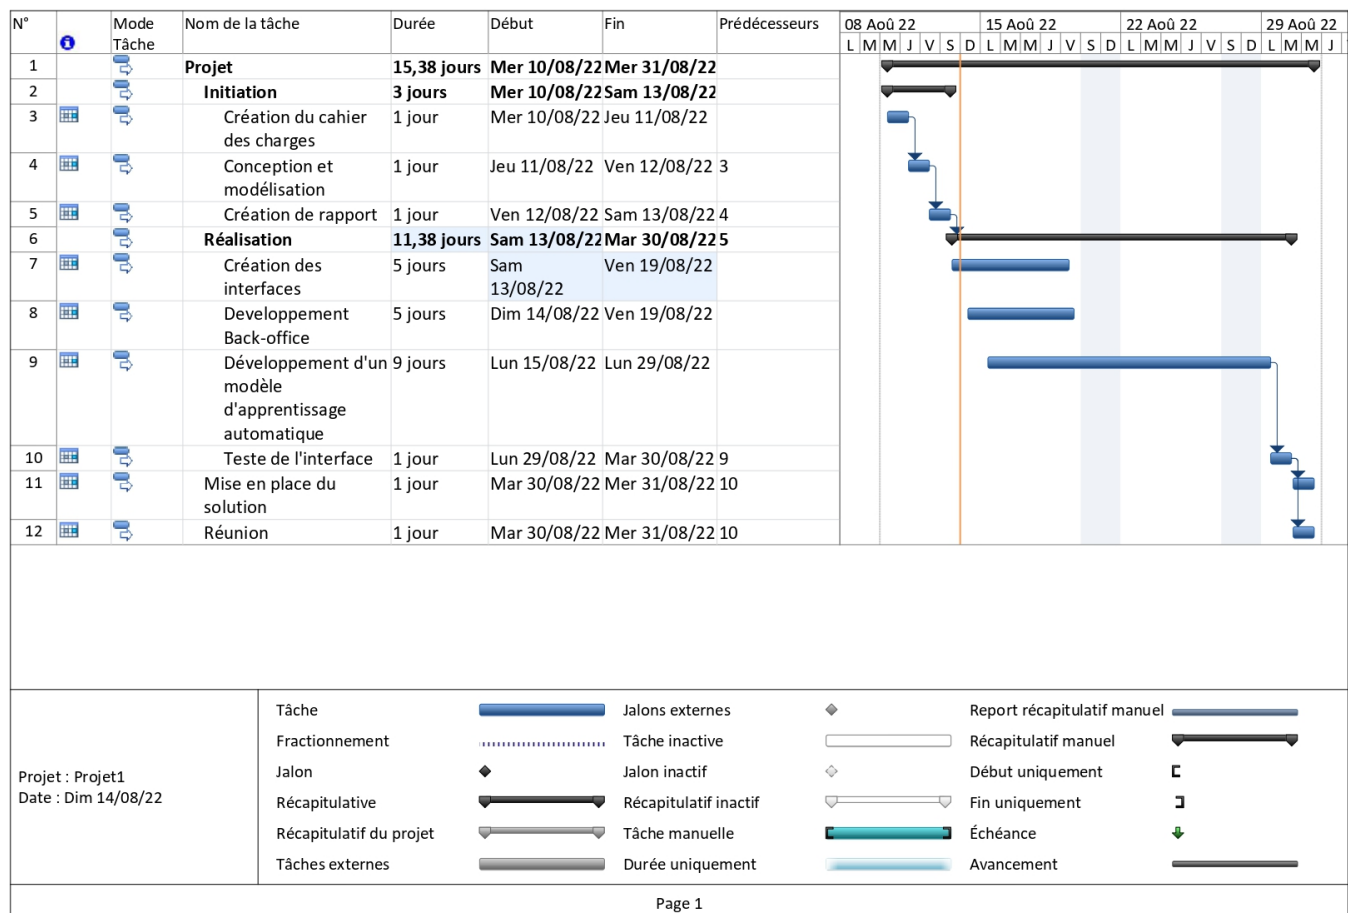 N° Mode Nom de la tâche Durée Début Fin Prédécesseurs 08 Aoû 22 15 Aoû 22 22 Aoû 22 29 Aoû 22
Tâche L M M J V S D L M M J V S D L M M J V S D L M M J
1 Projet 15,38 jours Mer 10/08/22 Mer 31/08/22
2 Initiation 3 jours Mer 10/08/22 Sam 13/08/22
3 Création du cahier 1 jour Mer 10/08/22 Jeu 11/08/22
des charges
4 Conception et 1 jour Jeu 11/08/22 Ven 12/08/22 3
modélisation
5 Création de rapport 1 jour Ven 12/08/22 Sam 13/08/22 4
6 Réalisation 11,38 jours Sam 13/08/22 Mar 30/08/22 5
7 Création des 5 jours Sam Ven 19/08/22
interfaces 13/08/22
8 Developpement 5 jours Dim 14/08/22 Ven 19/08/22
Back-office
9 Développement d'un 9 jours Lun 15/08/22 Lun 29/08/22
modèle
d'apprentissage
automatique
10 Teste de l'interface 1 jour Lun 29/08/22 Mar 30/08/22 9
11 Mise en place du 1 jour Mar 30/08/22 Mer 31/08/22 10
solution
12 Réunion 1 jour Mar 30/08/22 Mer 31/08/22 10
Projet : Projet1
Date : Dim 14/08/22
Tâche Jalons externes Report récapitulatif manuel
Fractionnement Tâche inactive Récapitulatif manuel
Jalon Jalon inactif Début uniquement
Récapitulative Récapitulatif inactif Fin uniquement
Récapitulatif du projet Tâche manuelle Échéance
Tâches externes Durée uniquement Avancement
Page 1